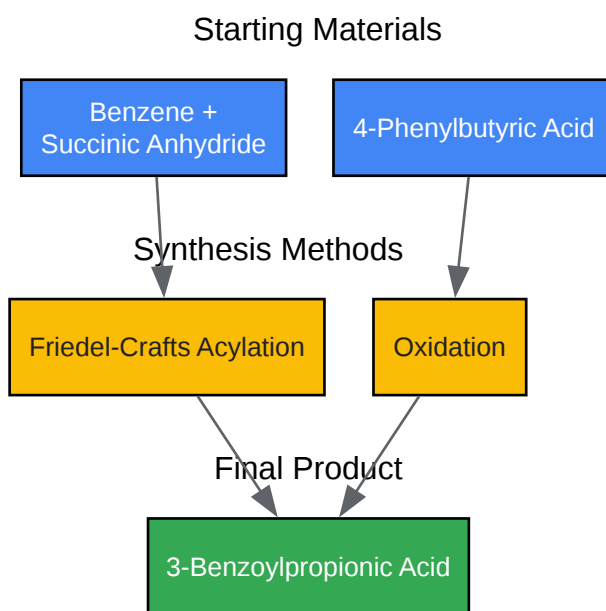 Starting Materials
Benzene +
Succinic Anhydride
4-Phenylbutyric Acid
Synthesis Methods
Friedel-Crafts Acylation
Oxidation
Final Product
3-Benzoylpropionic Acid